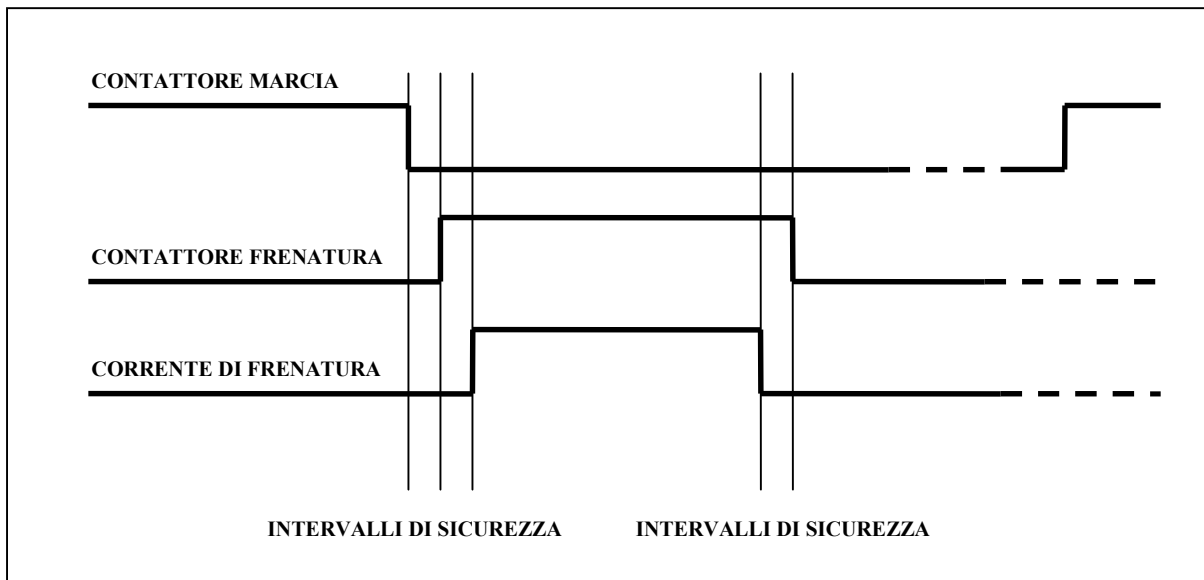 CONTATTORE MARCIA
CONTATTORE FRENATURA
CORRENTE DI FRENATURA
INTERVALLI DI SICUREZZA
INTERVALLI DI SICUREZZA